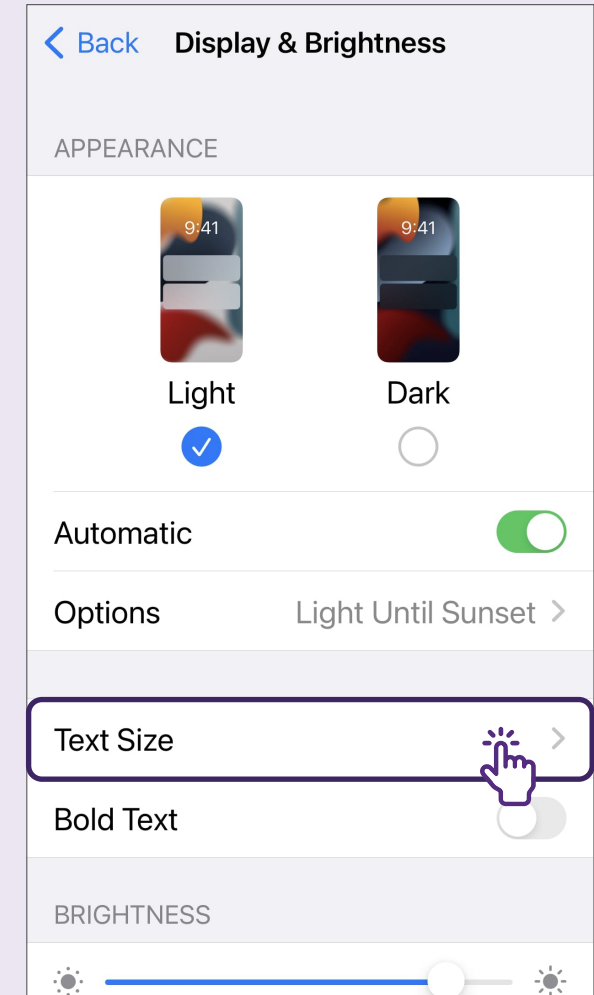 Back Display & Brightness
APPEARANCE
9:41 9:41
Light Dark
Automatic
Options Light Until Sunset
Text Size
Bold Text
BRIGHTNESS